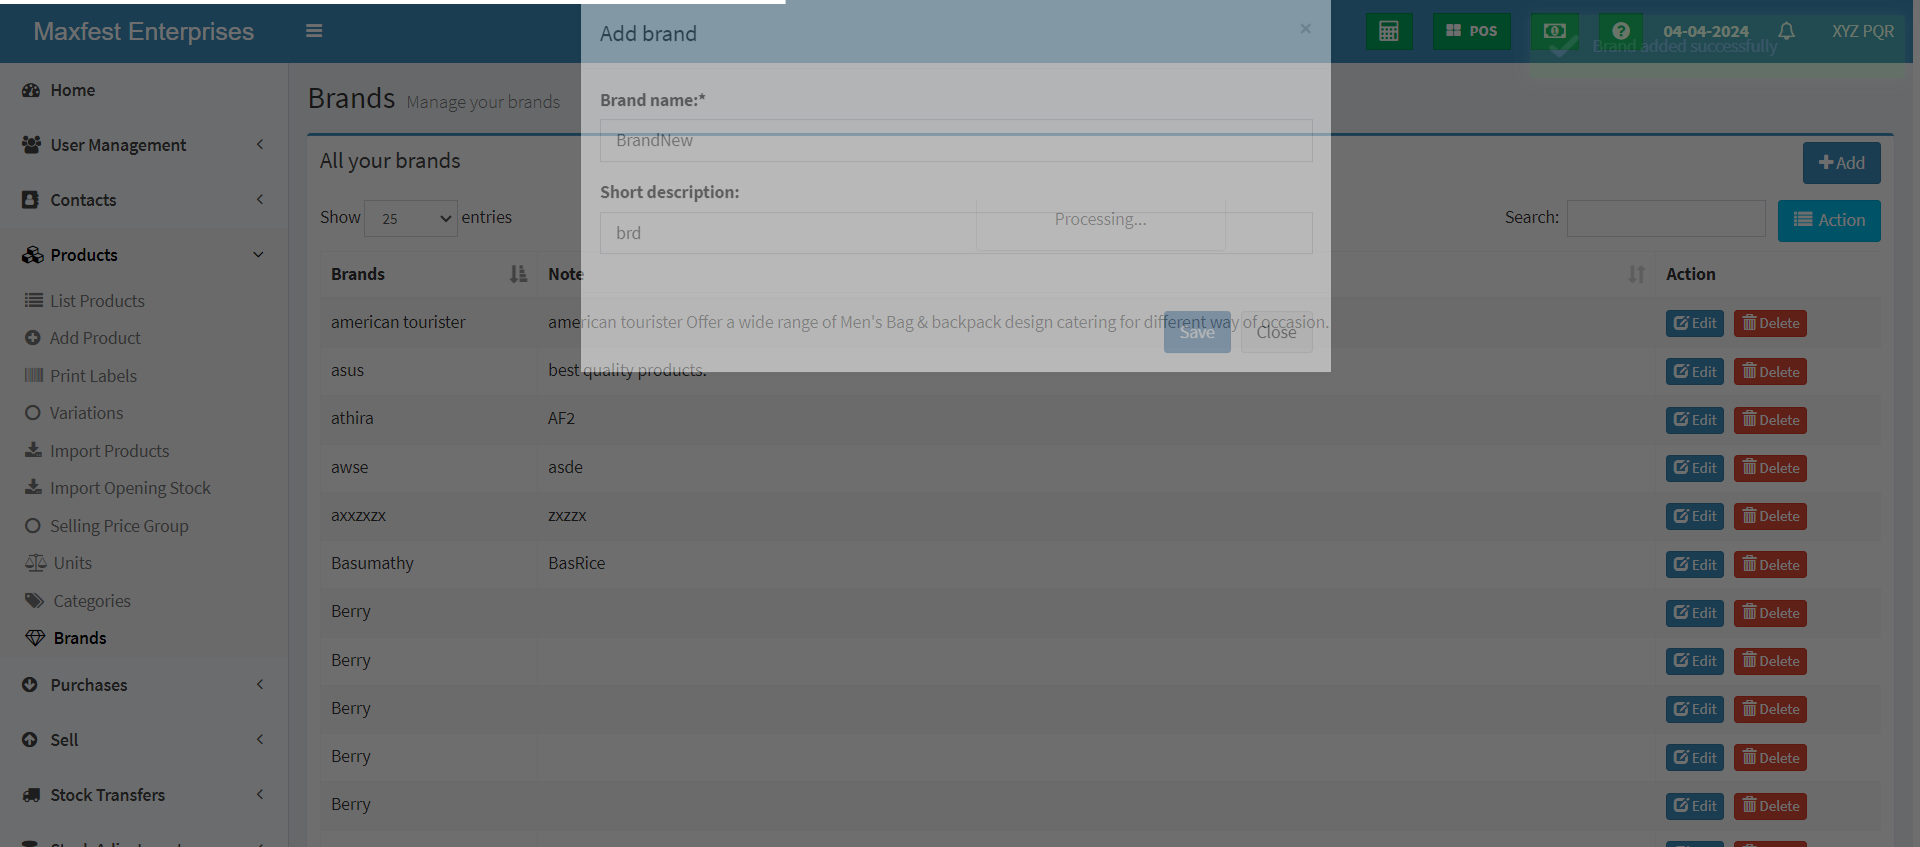 Maxfest Enterprises
POS
04-04-2024
XYZ PQR
Brand added successfully
Add brand
×
Brand name:*
BrandNew
Short description:
brd
Processing...
Save
Close
Home
User Management
Contacts
Products
List Products
Add Product
Print Labels
Variations
Import Products
Import Opening Stock
Selling Price Group
Units
Categories
Brands
Purchases
Sell
Stock Transfers
Brands Manage your brands
All your brands
Add
Show 25 entries
Search:
Action
Brands Note Action
american tourister american tourister Offer a wide range of Men's Bag & backpack design catering for different way of occasion. Edit Delete
asus best quality products. Edit Delete
athira AF2 Edit Delete
awse asde Edit Delete
axxzxzx zxzzx Edit Delete
Basumathy BasRice Edit Delete
Berry Edit Delete
Berry Edit Delete
Berry Edit Delete
Berry Edit Delete
Berry Edit Delete